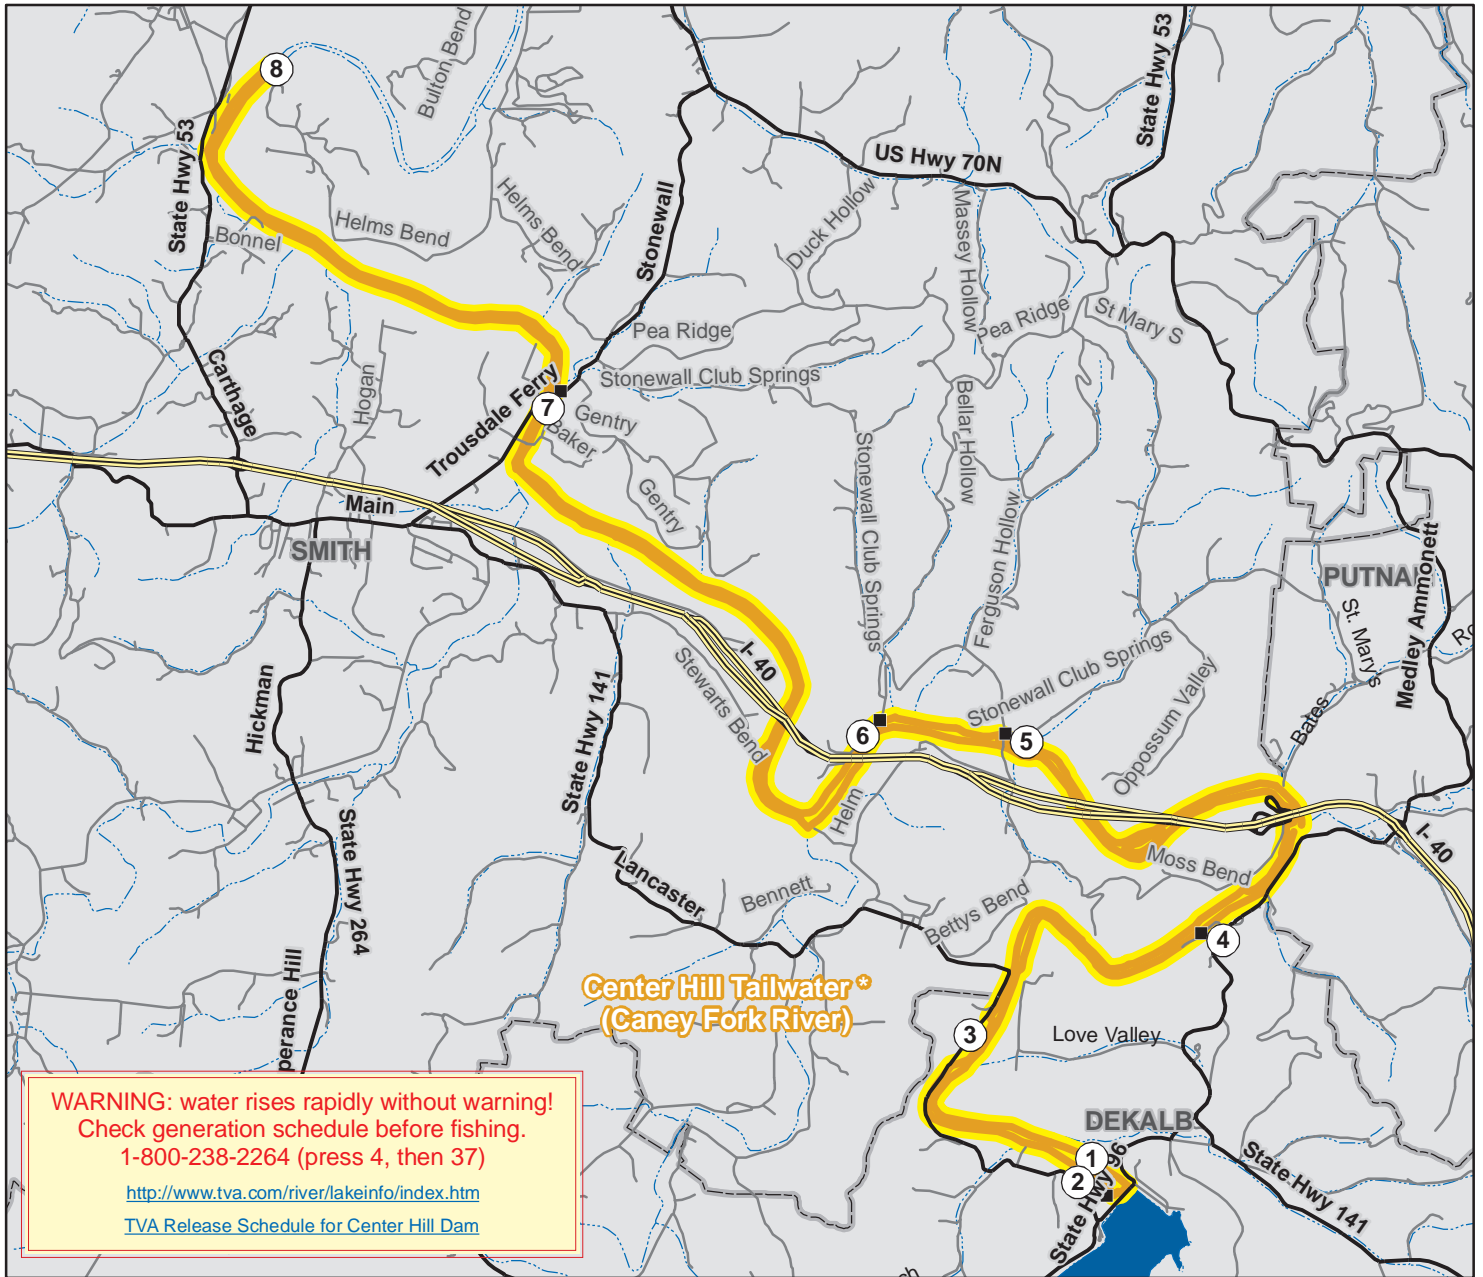 8
Bulton Bend
State Hwy 53
State Hwy 53
US Hwy 70N
Helms Bend
Helms Bend
Bonnel
Stonewall
Duck Hollow
Massey Hollow
Pea Ridge
Pea Ridge
St Mary S
Carthage
Hogan
Trousdale Ferry
7
Stonewall Club Springs
Gentry
Baker
Gentry
Bellar Hollow
Stonewall Club Springs
Ferguson Hollow
Main
SMITH
PUTNA
Medley Ammonett
St. Mary's
Ro
Hickman
State Hwy 141
Stewarts Bend
I- 40
6
Stonewall Club Springs
5
Oppossum Valley
Bates
State Hwy 264
Helm
I- 40
Lancaster
Bennett
Bettys Bend
Moss Bend
4
perance Hill
Center Hill Tailwater *
(Caney Fork River)
3
Love Valley
DEKALB
1
2
State Hwy 96
State Hwy 141
WARNING: water rises rapidly without warning!
Check generation schedule before fishing.
1-800-238-2264 (press 4, then 37)
http://www.tva.com/river/lakeinfo/index.htm
TVA Release Schedule for Center Hill Dam